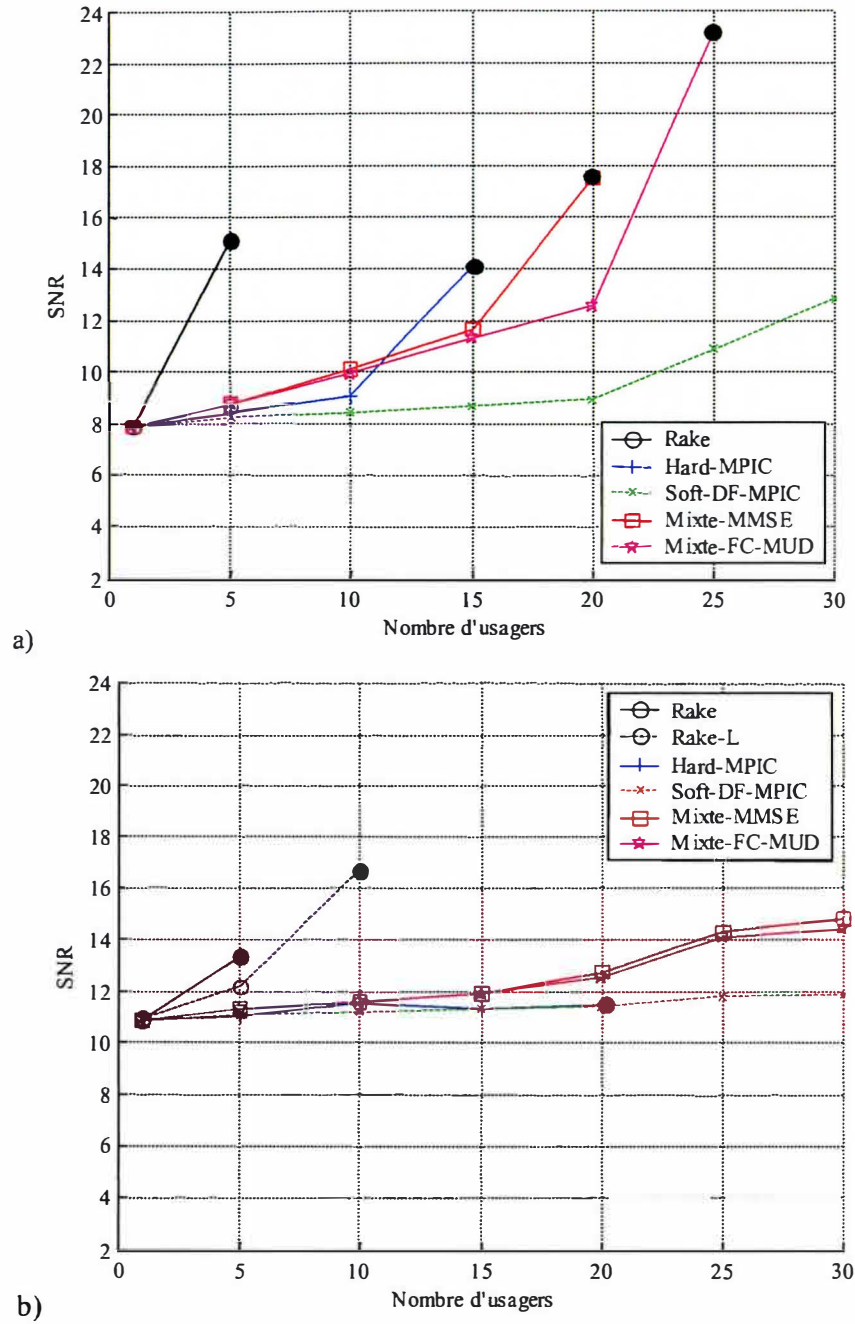 24
22
20
18
16
14
12
10
8
6
4
2
SNR
0
5
10
15
20
25
30
Nombre d'usagers
Rake
Hard-MPIC
Soft-DF-MPIC
Mixte-MMSE
Mixte-FC-MUD
a)
24
22
20
18
16
14
12
10
8
6
4
2
SNR
0
5
10
15
20
25
30
Nombre d'usagers
Rake
Rake-L
Hard-MPIC
Soft-DF-MPIC
Mixte-MMSE
Mixte-FC-MUD
b)